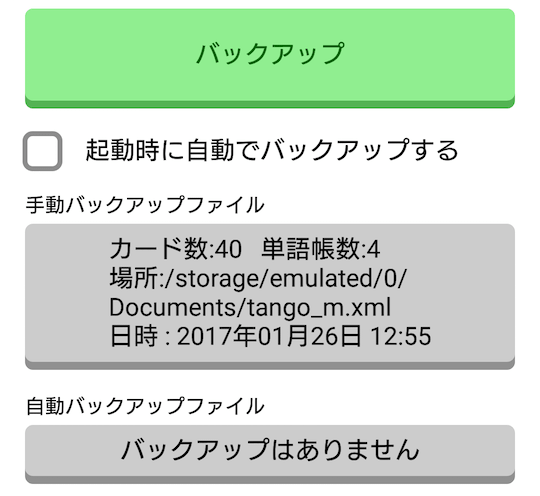 バックアップ
起動時に自動でバックアップする
手動バックアップファイル
カード数:40 単語帳数:4
場所:/storage/emulated/0/
Documents/tango_m.xml
日時 : 2017年01月26日 12:55
自動バックアップファイル
バックアップはありません